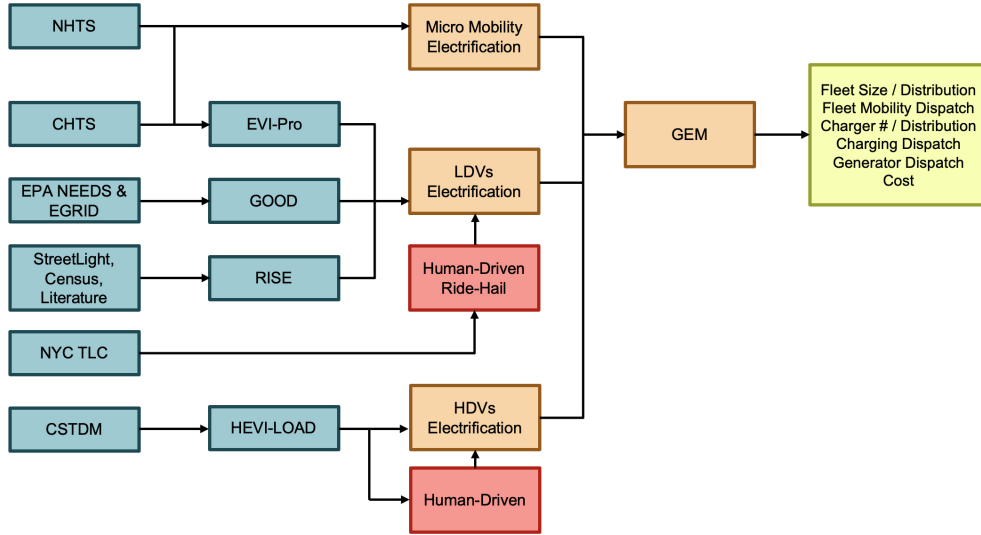 NHTS
Micro Mobility
Electrification
CHTS
EVI-Pro
GEM
Fleet Size / Distribution
Fleet Mobility Dispatch
Charger # / Distribution
Charging Dispatch
Generator Dispatch
Cost
EPA NEEDS &
EGRID
GOOD
LDVs
Electrification
StreetLight,
Census,
Literature
RISE
Human-Driven
Ride-Hail
NYC TLC
CSTDM
HEVI-LOAD
HDVs
Electrification
Human-Driven